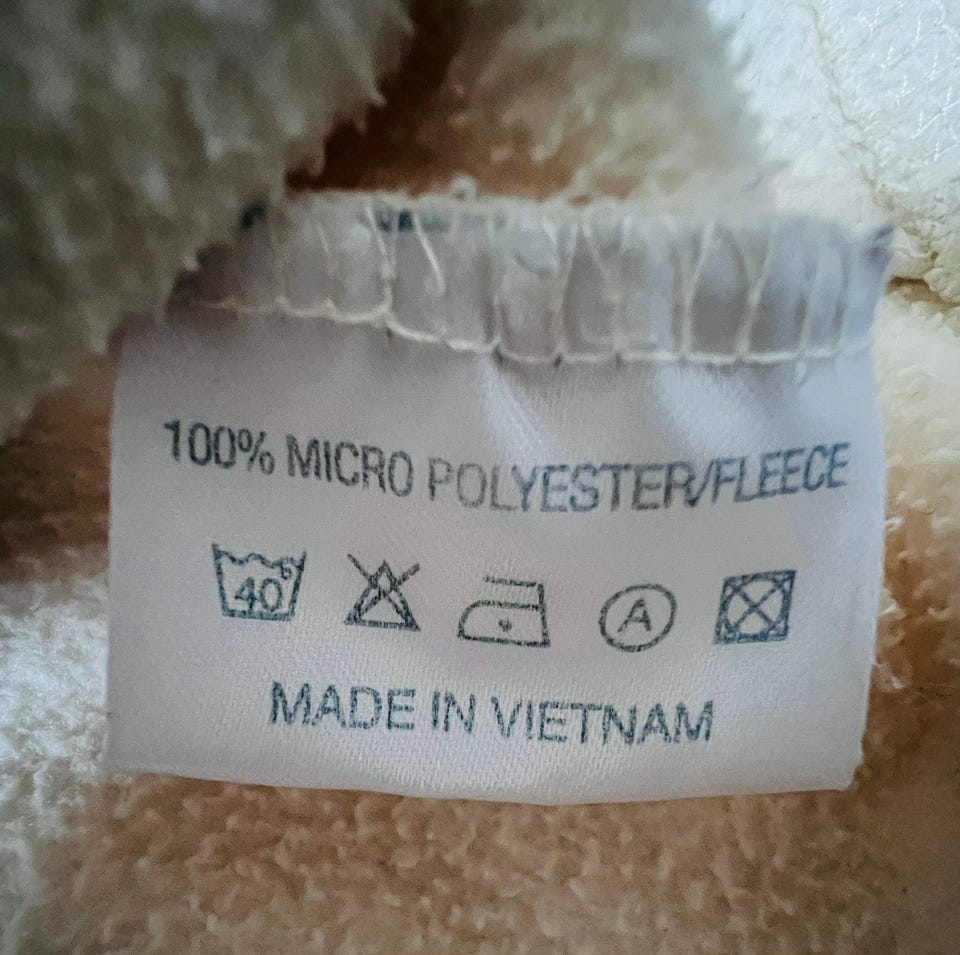 100% MICRO POLYESTER/FLEECE
40° A
MADE IN VIETNAM